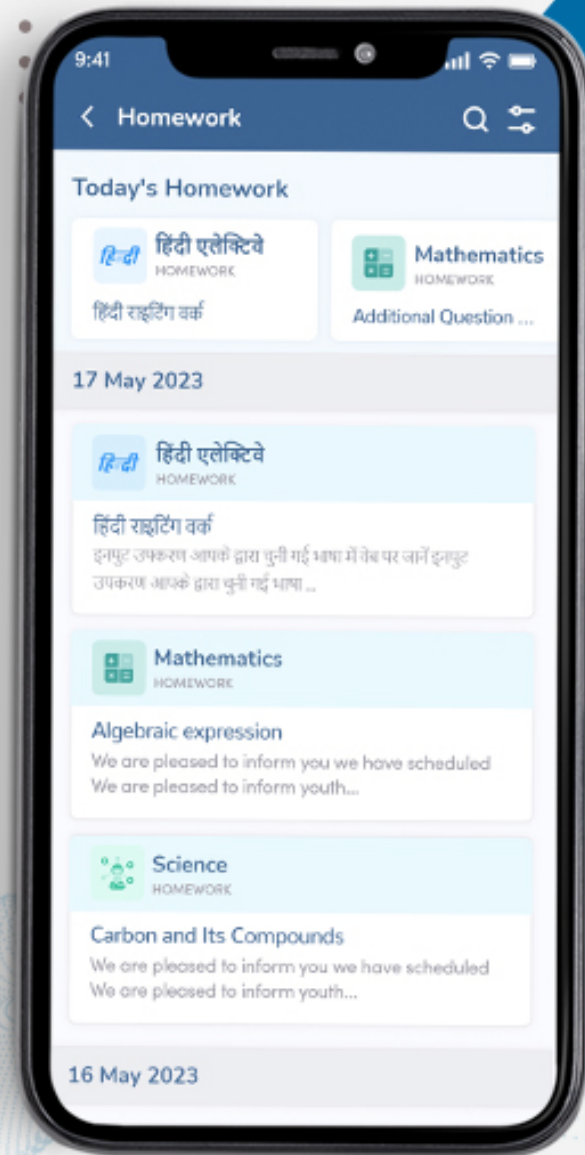 9:41
Homework
Today's Homework
हिंदी
हिंदी एलेक्टिवे
HOMEWORK
हिंदी राइटिंग वर्क
Mathematics
HOMEWORK
Additional Question ...
17 May 2023
हिंदी
हिंदी एलेक्टिवे
HOMEWORK
हिंदी राइटिंग वर्क
इनपुट उपकरण आपके द्वारा चुनी गई भाषा में वेब पर जानें इनपुट
उपकरण आपके द्वारा चुनी गई भाषा ...
Mathematics
HOMEWORK
Algebraic expression
We are pleased to inform you we have scheduled
We are pleased to inform youth...
Science
HOMEWORK
Carbon and Its Compounds
We are pleased to inform you we have scheduled
We are pleased to inform youth...
16 May 2023